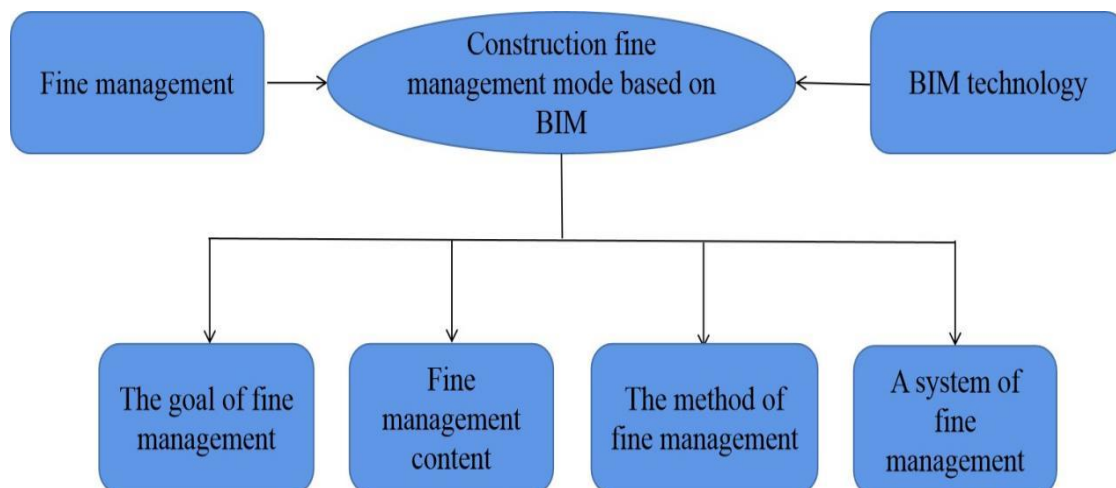 Fine management
Construction fine
management mode based on
BIM
BIM technology
The goal of fine
management
Fine
management
content
The method of
fine management
A system of
fine
management